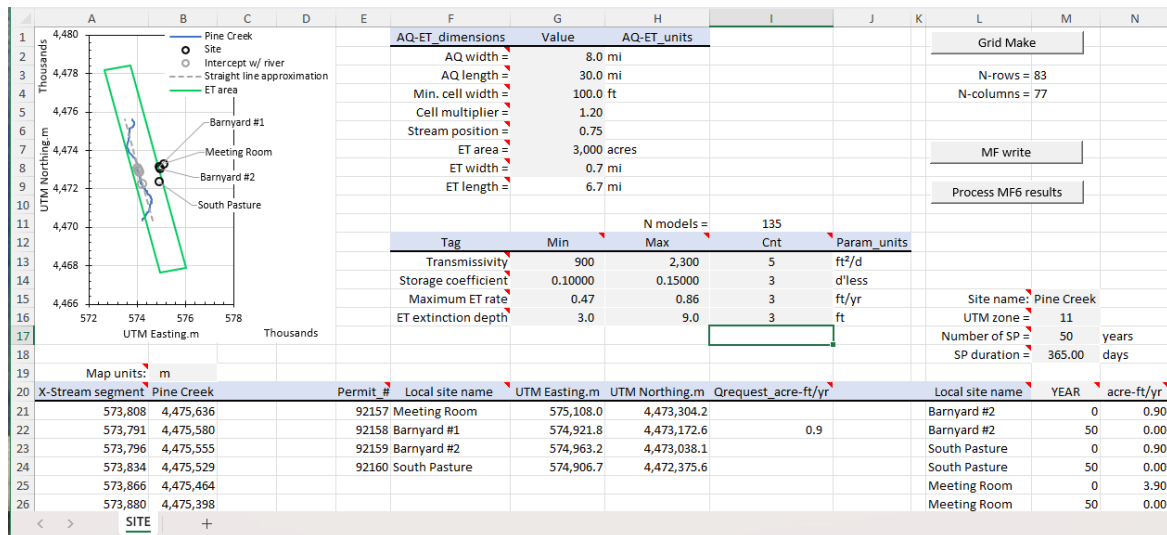 A B C D E F G H I J K L M N
1 4,480 Pine Creek AQ-ET_dimensions Value AQ-ET_units Grid Make
Thousands
Site
2 AQ width = 8.0 mi
Intercept w/ river
3 4,478 Straight line approximation AQ length = 30.0 mi N-rows = 83
ET area
4 Min. cell width = 100.0 ft N-columns = 77
5 4,476 Cell multiplier = 1.20
Barnyard #1
6 Stream position = 0.75
7 4,474 Meeting Room ET area = 3,000 acres MF write
UTM Northing.m
8 Barnyard #2 ET width = 0.7 mi
9 4,472 ET length = 6.7 mi Process MF6 results
10 South Pasture
11 4,470 N models = 135
12 Tag Min Max Cnt Param_units
13 4,468 Transmissivity 900 2,300 5 ft²/d
14 Storage coefficient 0.10000 0.15000 3 d'less
15 4,466 Maximum ET rate 0.47 0.86 3 ft/yr Site name: Pine Creek
16 572 574 576 578 ET extinction depth 3.0 9.0 3 ft UTM zone = 11
17 UTM Easting.m Thousands Number of SP = 50 years
18 SP duration = 365.00 days
19 Map units: m
20 X-Stream segment Pine Creek Permit_# Local site name UTM Easting.m UTM Northing.m Qrequest_acre-ft/yr Local site name YEAR acre-ft/yr
21 573,808 4,475,636 92157 Meeting Room 575,108.0 4,473,304.2 Barnyard #2 0 0.90
22 573,791 4,475,580 92158 Barnyard #1 574,921.8 4,473,172.6 0.9 Barnyard #2 50 0.00
23 573,796 4,475,555 92159 Barnyard #2 574,963.2 4,473,038.1 South Pasture 0 0.90
24 573,834 4,475,529 92160 South Pasture 574,906.7 4,472,375.6 South Pasture 50 0.00
25 573,866 4,475,464 Meeting Room 0 3.90
26 573,880 4,475,398 Meeting Room 50 0.00
SITE